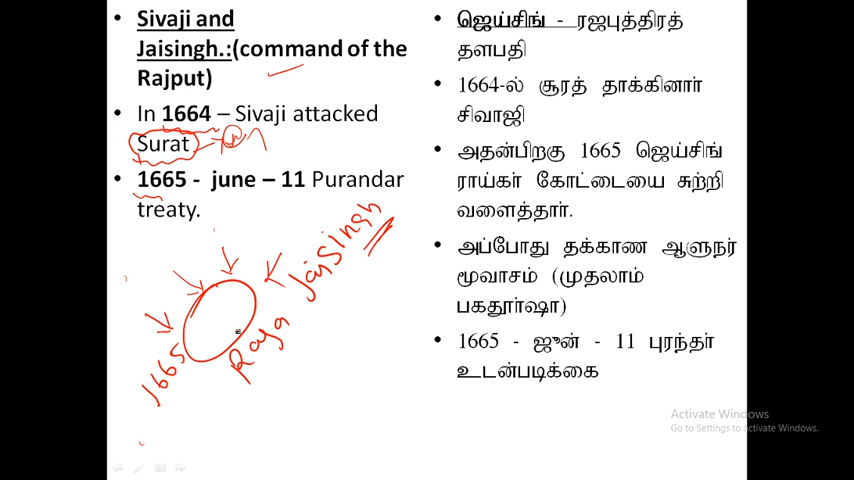 • Sivaji and
Jaisingh.:(command of the
Rajput)
• In 1664 – Sivaji attacked
Surat
• 1665 - june – 11 Purandar
treaty.
1665
Raja Jaisingh
• ஜெய்சிங் - ரஜபுத்திரத்
தளபதி
• 1664-ல் சூரத் தாக்கினார்
சிவாஜி
• அதன்பிறகு 1665 ஜெய்சிங்
ராய்கர் கோட்டையை சுற்றி
வளைத்தார்.
• அப்போது தக்காண ஆளுநர்
மூவாசம் (முதலாம்
பகதூர்ஷா)
• 1665 - ஜுன் - 11 புரந்தர்
உடன்படிக்கை
Activate Windows
Go to Settings to activate Windows.